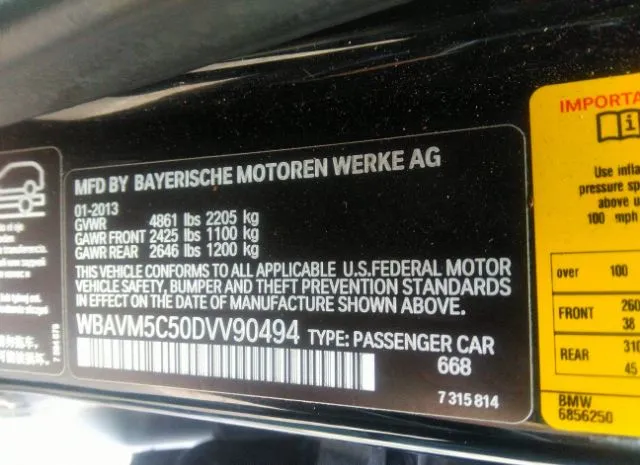 MFD BY BAYERISCHE MOTOREN WERKE AG
01-2013
GVWR 4861 lbs 2205 kg
GAWR FRONT 2425 lbs 1100 kg
GAWR REAR 2646 lbs 1200 kg
THIS VEHICLE CONFORMS TO ALL APPLICABLE U.S.FEDERAL MOTOR
VEHICLE SAFETY, BUMPER AND THEFT PREVENTION STANDARDS
IN EFFECT ON THE DATE OF MANUFACTURE SHOWN ABOVE.
WBAVM5C50DVV90494 TYPE: PASSENGER CAR
668
7 315 814
IMPORTA
Use infla
pressure sp
above u
100 mph
over 100
FRONT 260
38
REAR 310
45
BMW
6856250